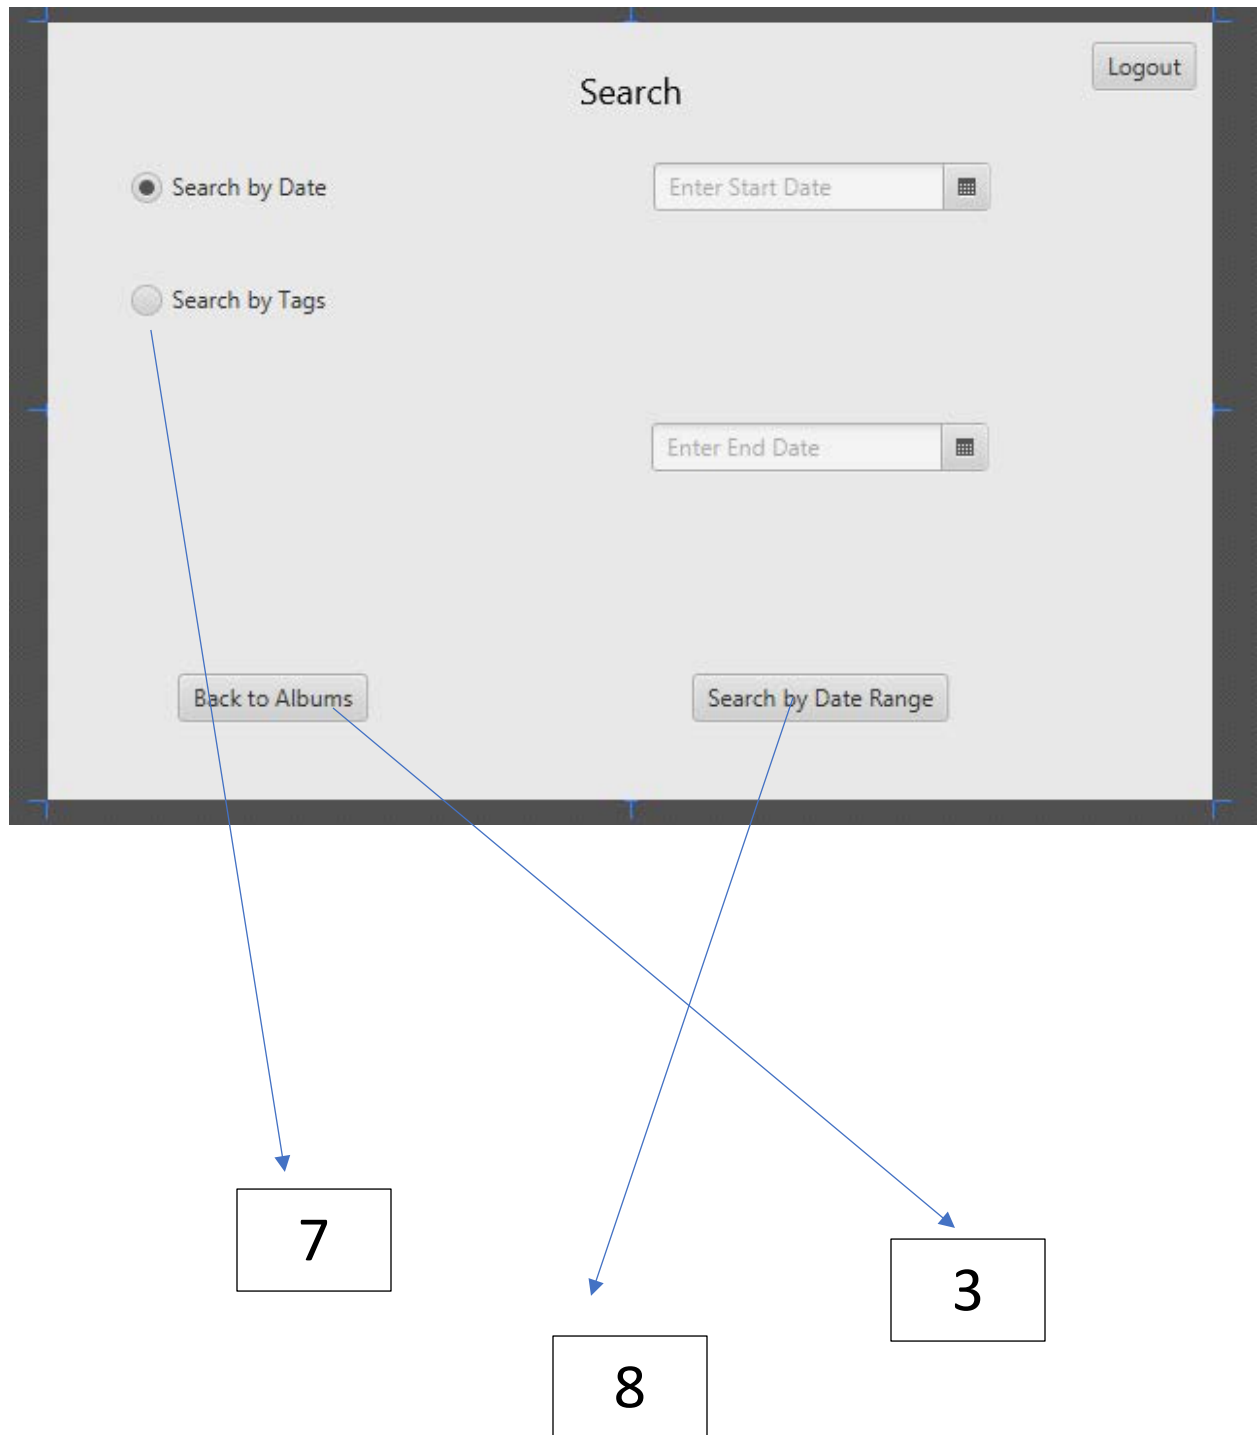 Logout
Search
Search by Date
Enter Start Date
Search by Tags
Enter End Date
Back to Albums
Search by Date Range
7
3
8